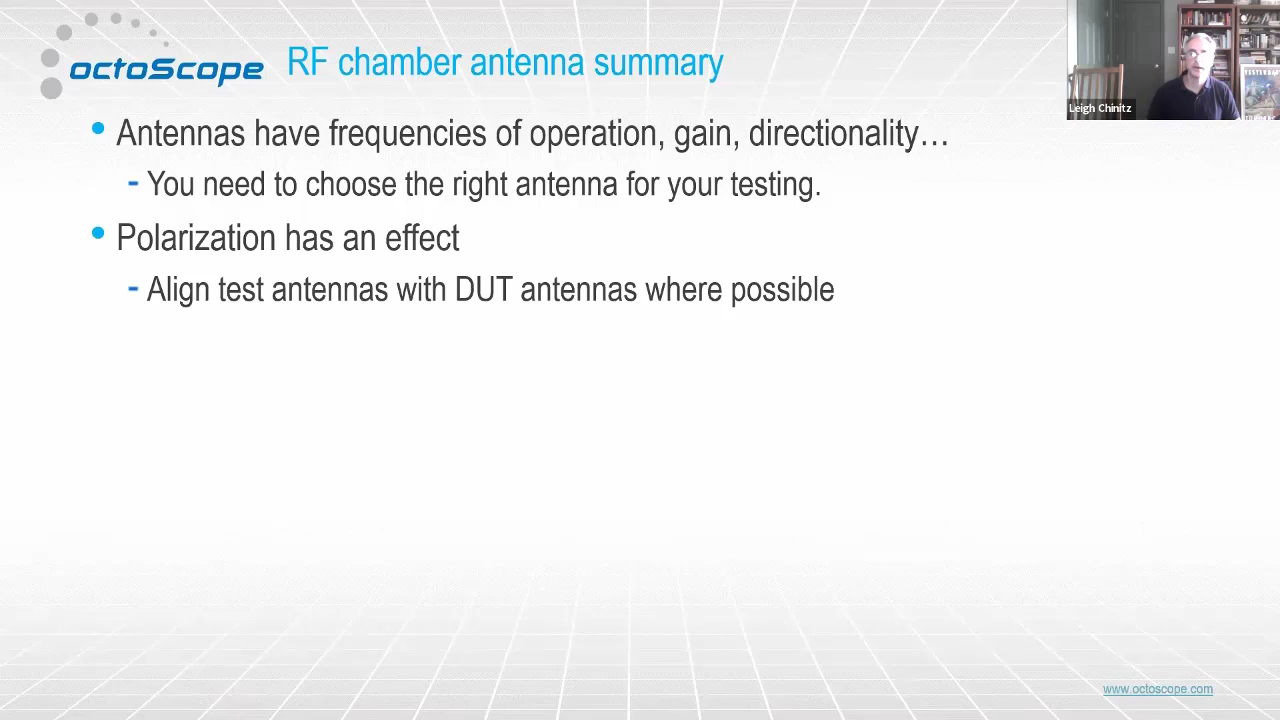 octoScope
RF chamber antenna summary
Leigh Chinitz
Antennas have frequencies of operation, gain, directionality…
- You need to choose the right antenna for your testing.
Polarization has an effect
- Align test antennas with DUT antennas where possible
www.octoscope.com